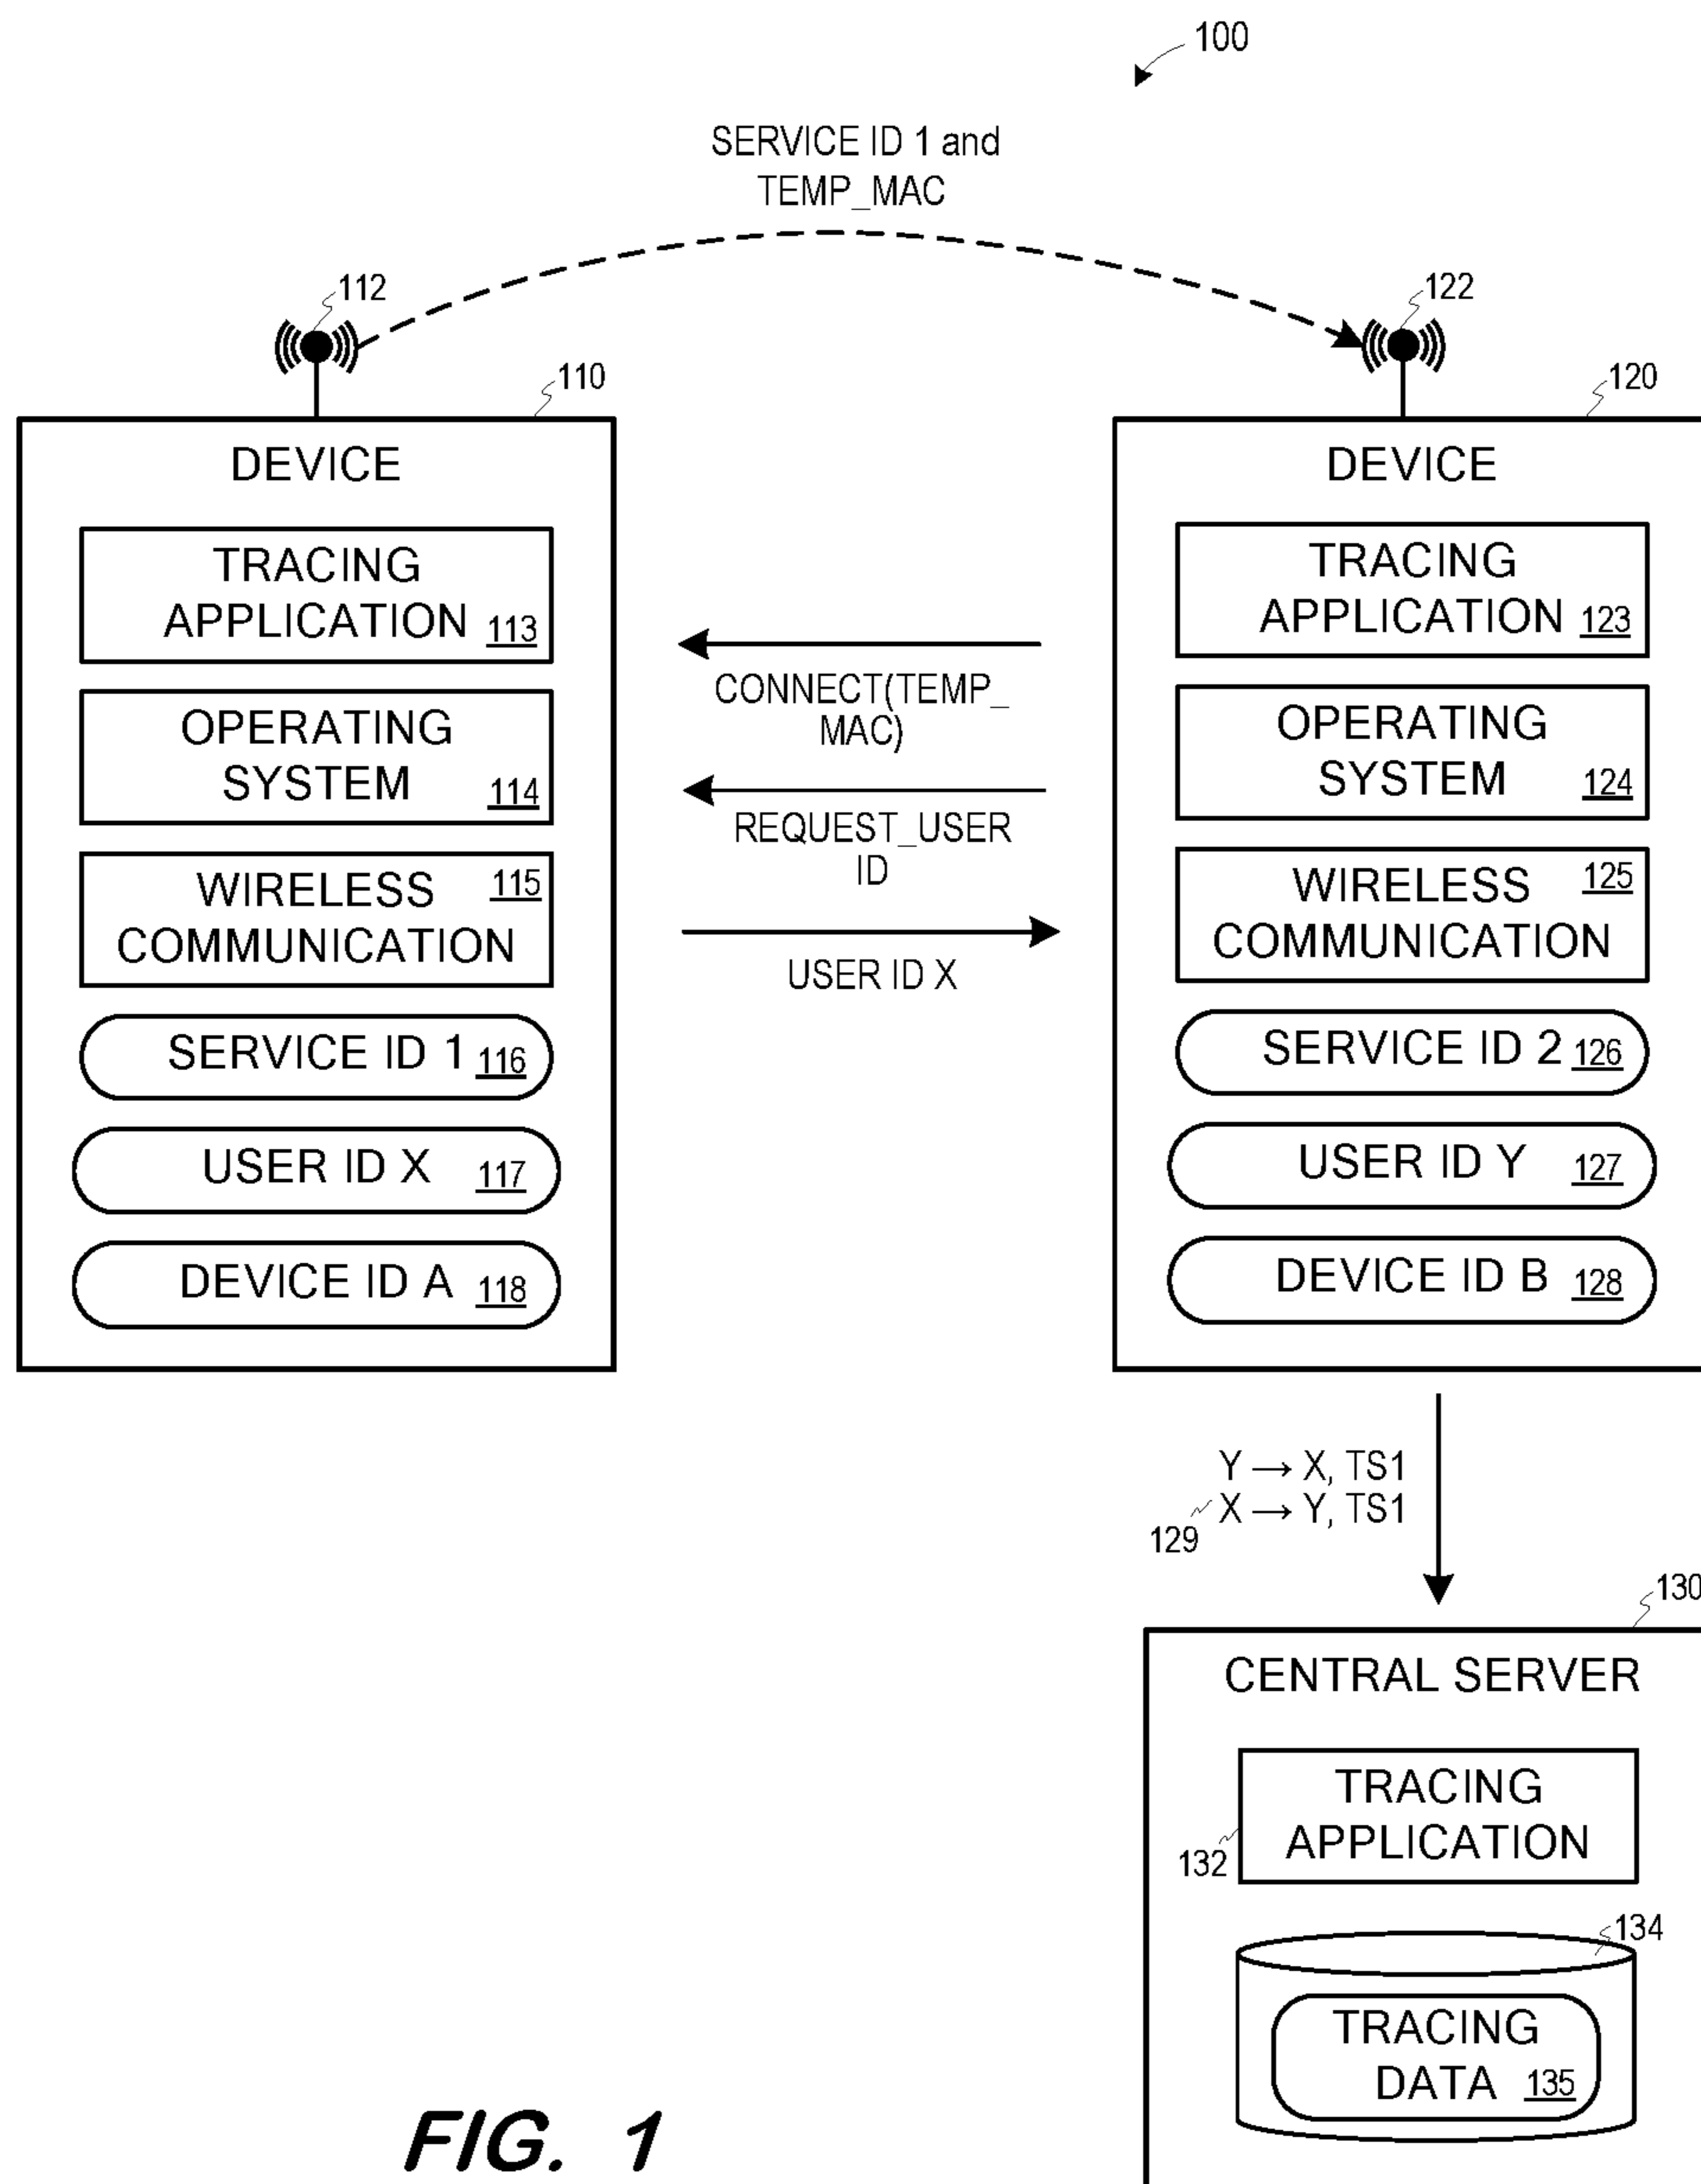 100
SERVICE ID 1 and
TEMP_MAC
112
122
110
DEVICE
TRACING
APPLICATION 113
OPERATING
SYSTEM 114
WIRELESS 115
COMMUNICATION
SERVICE ID 1 116
USER ID X 117
DEVICE ID A 118
CONNECT(TEMP_
MAC)
REQUEST_USER
ID
USER ID X
120
DEVICE
TRACING
APPLICATION 123
OPERATING
SYSTEM 124
WIRELESS 125
COMMUNICATION
SERVICE ID 2 126
USER ID Y 127
DEVICE ID B 128
Y → X, TS1
X → Y, TS1
129
130
CENTRAL SERVER
TRACING
APPLICATION
132
134
TRACING
DATA 135
FIG. 1